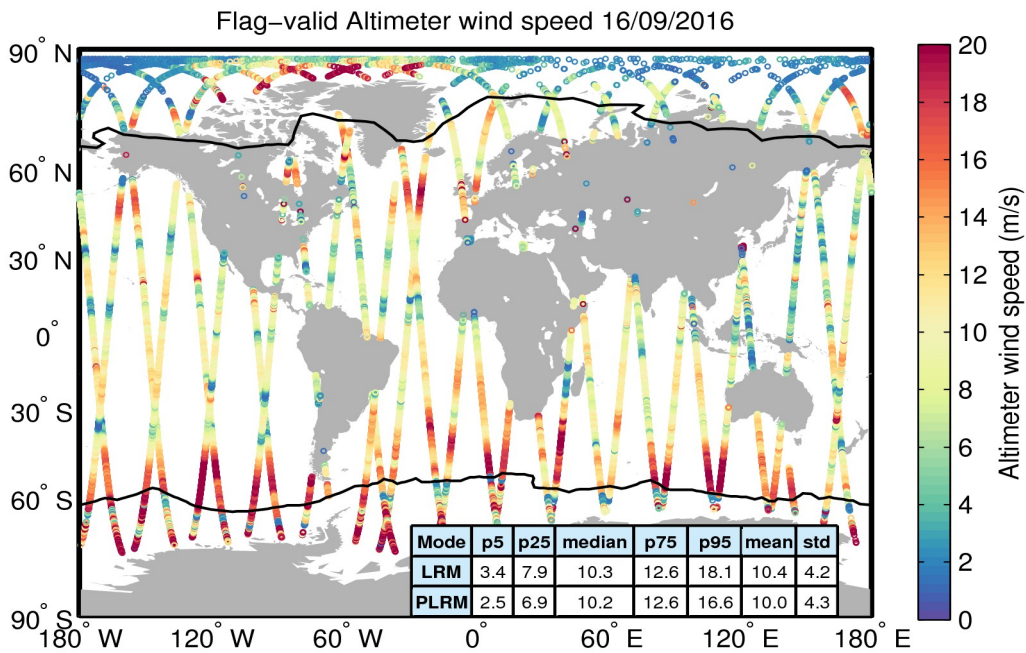 Flag−valid Altimeter wind speed 16/09/2016
90° N
60° N
30° N
0°
30° S
60° S
90° S
180° W
120° W
60° W
0°
60° E
120° E
180° E
Mode p5 p25 median p75 p95 mean std
LRM 3.4 7.9 10.3 12.6 18.1 10.4 4.2
PLRM 2.5 6.9 10.2 12.6 16.6 10.0 4.3
20
18
16
14
12
10
8
6
4
2
0
Altimeter wind speed (m/s)